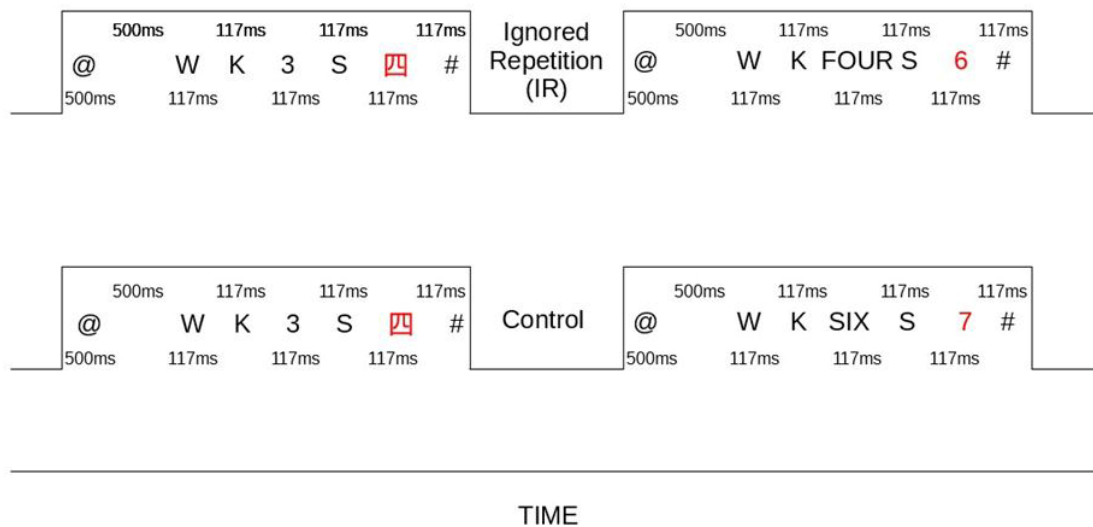 500ms 117ms 117ms 117ms
@ W K 3 S 四 #
500ms 117ms 117ms 117ms
Ignored
Repetition
(IR)
500ms 117ms 117ms 117ms
@ W K FOUR S 6 #
500ms 117ms 117ms 117ms
500ms 117ms 117ms 117ms
@ W K 3 S 四 #
500ms 117ms 117ms 117ms
Control
500ms 117ms 117ms 117ms
@ W K SIX S 7 #
500ms 117ms 117ms 117ms
TIME